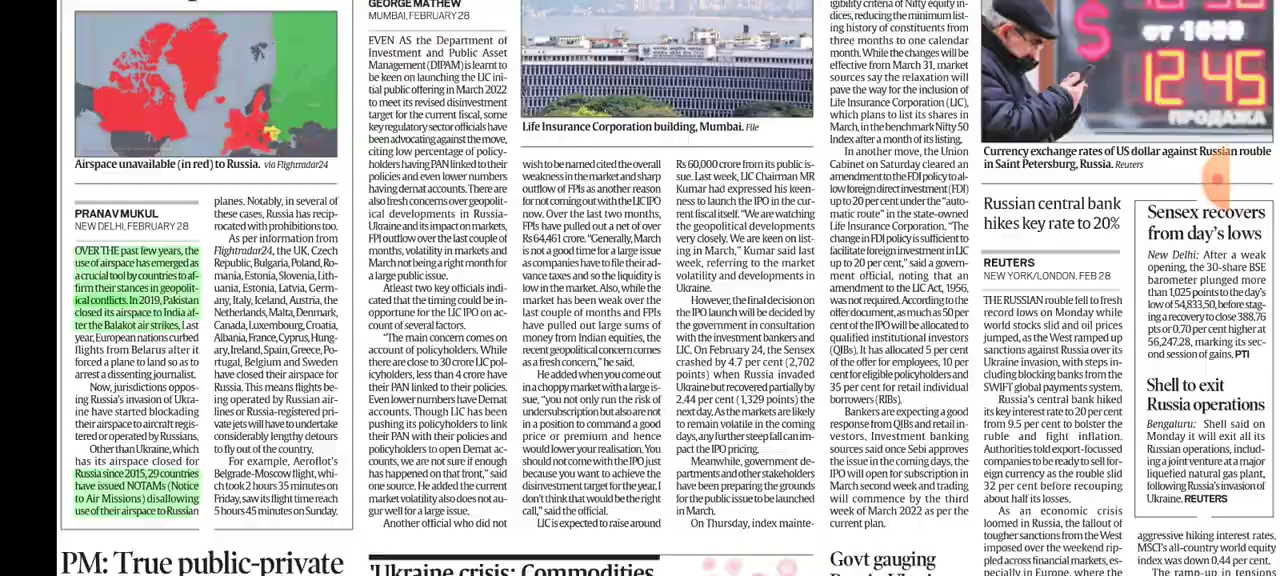 Airspace unavailable (in red) to Russia. via Flightradar24
PRANAV MUKUL
NEW DELHI, FEBRUARY 28
OVER THE past few years, the
use of airspace has emerged as
a crucial tool by countries to af-
firm their stances in geopolit-
ical conflicts. In 2019, Pakistan
closed its airspace to India af-
ter the Balakot air strikes. Last
year, European nations curbed
flights from Belarus after it
forced a plane to land so as to
arrest a dissenting journalist.
Now, jurisdictions oppos-
ing Russia's invasion of Ukra-
ine have started blockading
their airspace to aircraft regis-
tered or operated by Russians.
Other than Ukraine, which
has its airspace closed for
Russia since 2015, 29 countries
have issued NOTAMs (Notice
to Air Missions) disallowing
use of their airspace to Russian
planes. Notably, in several of
these cases, Russia has recip-
rocated with prohibitions too.
As per information from
Flightradar24, the UK, Czech
Republic, Bulgaria, Poland, Ro-
mania, Estonia, Slovenia, Lith-
uania, Estonia, Latvia, Germ-
any, Italy, Iceland, Austria, the
Netherlands, Malta, Denmark,
Canada, Luxembourg, Croatia,
Albania, France, Cyprus, Hung-
ary, Ireland, Spain, Greece, Po-
rtugal, Belgium and Sweden
have closed their airspace for
Russia. This means flights be-
ing operated by Russian air-
lines or Russia-registered pri-
vate jets will have to undertake
considerably lengthy detours
to fly out of the country.
For example, Aeroflot's
Belgrade-Moscow flight, whi-
ch took 2 hours 35 minutes on
Friday, saw its flight time reach
5 hours 45 minutes on Sunday.
PM: True public-private
GEORGE MATHEW
MUMBAI, FEBRUARY 28
EVEN AS the Department of
Investment and Public Asset
Management (DIPAM) is learnt to
be keen on launching the LIC ini-
tial public offering in March 2022
to meet its revised disinvestment
target for the current fiscal, some
key regulatory sector officials have
been advocating against the move,
citing low percentage of policy-
holders having PAN linked to their
policies and even lower numbers
having demat accounts. There are
also fresh concerns over geopolit-
ical developments in Russia-
Ukraine and its impact on markets,
FPI outflow over the last couple of
months, volatility in markets and
March not being a right month for
a large public issue.
Atleast two key officials indi-
cated that the timing could be in-
opportune for the LIC IPO on ac-
count of several factors.
"The main concern comes on
account of policyholders. While
there are close to 30 crore LIC pol-
icyholders, less than 4 crore have
their PAN linked to their policies.
Even lower numbers have Demat
accounts. Though LIC has been
pushing its policyholders to link
their PAN with their policies and
policyholders to open Demat acc-
ounts, we are not sure if enough
has happened on that front," said
one source. He added the current
market volatility also does not au-
gur well for a large issue.
Another official who did not
Life Insurance Corporation building, Mumbai. File
wish to be named cited the overall
weakness in the market and sharp
outflow of FPIs as another reason
for not coming out with the LIC IPO
now. Over the last two months,
FPIs have pulled out a net of over
Rs 64,461 crore. "Generally, March
is not a good time for a large issue
as companies have to file their ad-
vance taxes and so the liquidity is
low in the market. Also, while the
market has been weak over the
last couple of months and FPIs
have pulled out large sums of
money from Indian equities, the
recent geopolitical concern comes
as a fresh concern," he said.
He added when you come out
in a choppy market with a large is-
sue, "you not only run the risk of
undersubscription but also are not
in a position to command a good
price or premium and hence
would lower your realisation. You
should not come with the IPO just
because you want to achieve the
disinvestment target for the year, I
don't think that would be the right
call," said the official.
LIC is expected to raise around
Rs 60,000 crore from its public is-
sue. Last week, LIC Chairman MR
Kumar had expressed his keen-
ness to launch the IPO in the cur-
rent fiscal itself. "We are watching
the geopolitical developments
very closely. We are keen on list-
ing in March," Kumar said last
week, referring to the market
volatility and developments in
Ukraine.
However, the final decision on
the IPO launch will be decided by
the government in consultation
with the investment bankers and
LIC. On February 24, the Sensex
crashed by 4.7 per cent (2,702
points) when Russia invaded
Ukraine but recovered partially by
2.44 per cent (1,329 points) the
next day. As the markets are likely
to remain volatile in the coming
days, any further steep fall can im-
pact the IPO pricing.
Meanwhile, government de-
partments and other stakeholders
have been preparing the grounds
for the public issue to be launched
in March.
On Thursday, index mainte-
'Ukraine crisis: Commodities
igibility criteria of Nifty equity in-
dices, reducing the minimum list-
ing history of constituents from
three months to one calendar
month. While the changes will be
effective from March 31, market
sources say the relaxation will
pave the way for the inclusion of
Life Insurance Corporation (LIC),
which plans to list its shares in
March, in the benchmark Nifty 50
Index after a month of its listing.
In another move, the Union
Cabinet on Saturday cleared an
amendment to the FDI policy to al-
low foreign direct investment (FDI)
up to 20 per cent under the "auto-
matic route" in the state-owned
Life Insurance Corporation. "The
change in FDI policy is sufficient to
facilitate foreign investment in LIC
up to 20 per cent," said a govern-
ment official, noting that an
amendment to the LIC Act, 1956,
was not required. According to the
offer document, as much as 50 per
cent of the IPO will be allocated to
qualified institutional investors
(QIBs). It has allocated 5 per cent
of the offer for employees, 10 per
cent for eligible policyholders and
35 per cent for retail individual
borrowers (RIBs).
Bankers are expecting a good
response from QIBs and retail in-
vestors. Investment banking
sources said once Sebi approves
the issue in the coming days, the
IPO will open for subscription in
March second week and trading
will commence by the third
week of March 2022 as per the
current plan.
Govt gauging
$
от 1000
12.45
ПРОДАЖА
Currency exchange rates of US dollar against Russian rouble
in Saint Petersburg, Russia. Reuters
Russian central bank
hikes key rate to 20%
REUTERS
NEW YORK/LONDON, FEB 28
THE RUSSIAN rouble fell to fresh
record lows on Monday while
world stocks slid and oil prices
jumped, as the West ramped up
sanctions against Russia over its
Ukraine invasion, with steps in-
cluding blocking banks from the
SWIFT global payments system.
Russia's central bank hiked
its key interest rate to 20 per cent
from 9.5 per cent to bolster the
ruble and fight inflation.
Authorities told export-focussed
companies to be ready to sell for-
eign currency as the rouble slid
32 per cent before recouping
about half its losses.
As an economic crisis
loomed in Russia, the fallout of
tougher sanctions from the West
imposed over the weekend rip-
pled across financial markets, es-
pecially in Europe, where the
Sensex recovers
from day's lows
New Delhi: After a weak
opening, the 30-share BSE
barometer plunged more
than 1,025 points to the day's
low of 54,833.50, before stag-
ing a recovery to close 388.76
pts or 0.70 per cent higher at
56,247.28, marking its sec-
ond session of gains. PTI
Shell to exit
Russia operations
Bengaluru: Shell said on
Monday it will exit all its
Russian operations, includ-
ing a joint venture at a major
liquefied natural gas plant,
following Russia's invasion of
Ukraine. REUTERS
aggressive hiking interest rates.
MSCI's all-country world equity
index was down 0.44 per cent.
The ramp-up in tensions